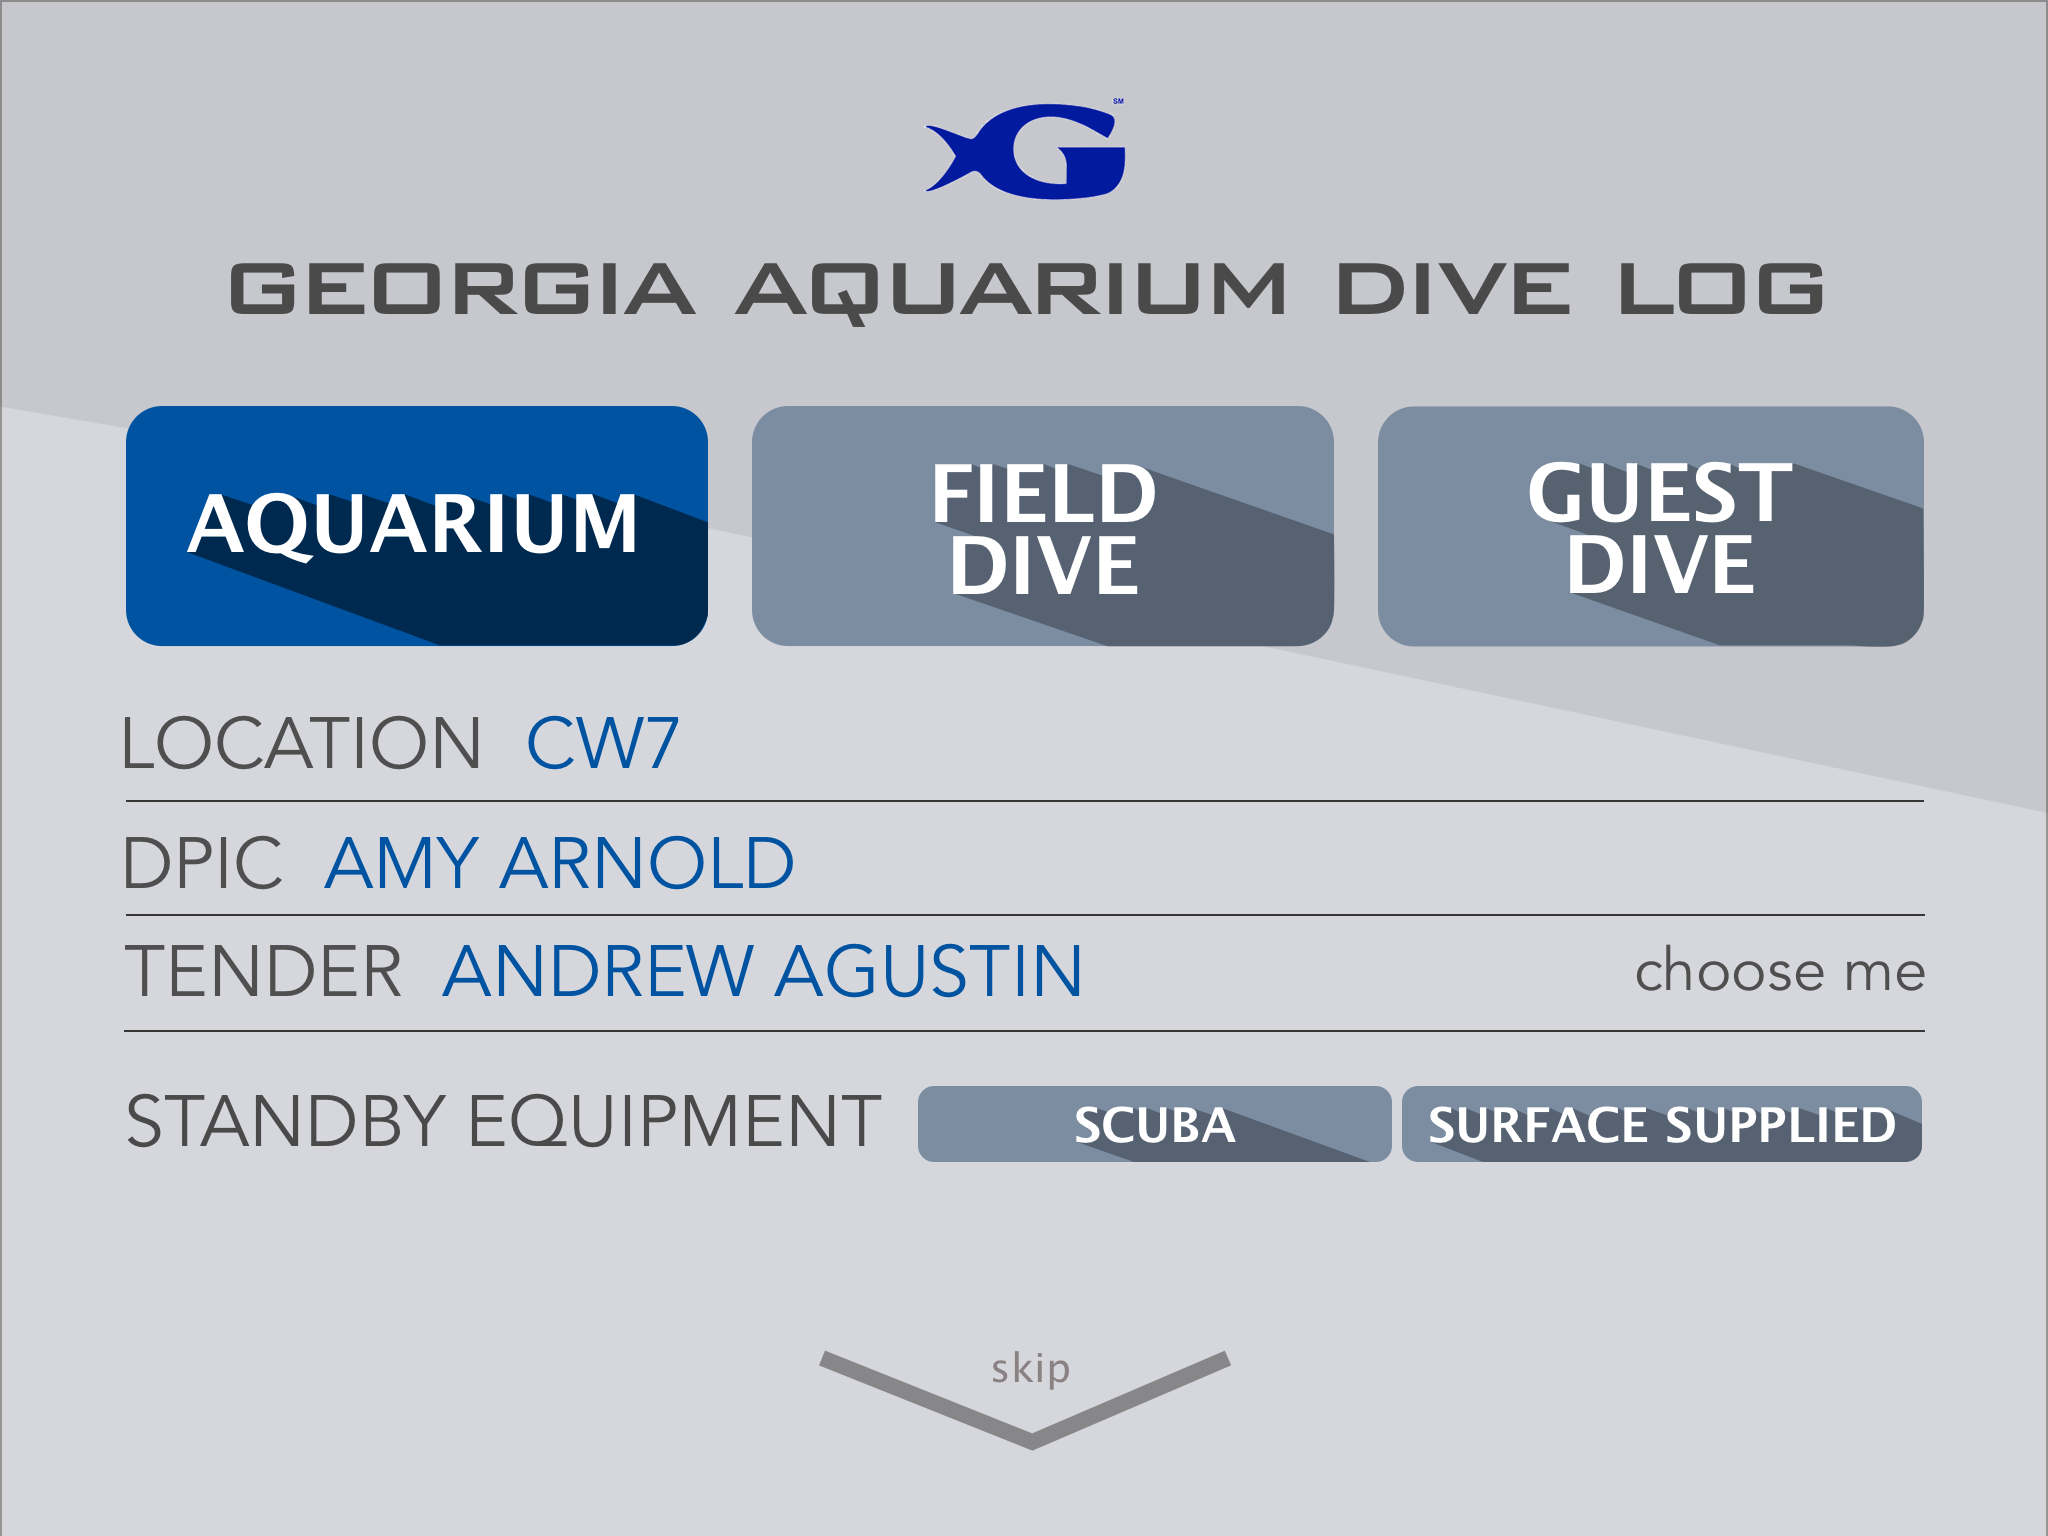 G SM
GEORGIA AQUARIUM DIVE LOG
AQUARIUM
FIELD
DIVE
GUEST
DIVE
LOCATION CW7
DPIC AMY ARNOLD
TENDER ANDREW AGUSTIN choose me
STANDBY EQUIPMENT SCUBA SURFACE SUPPLIED
skip